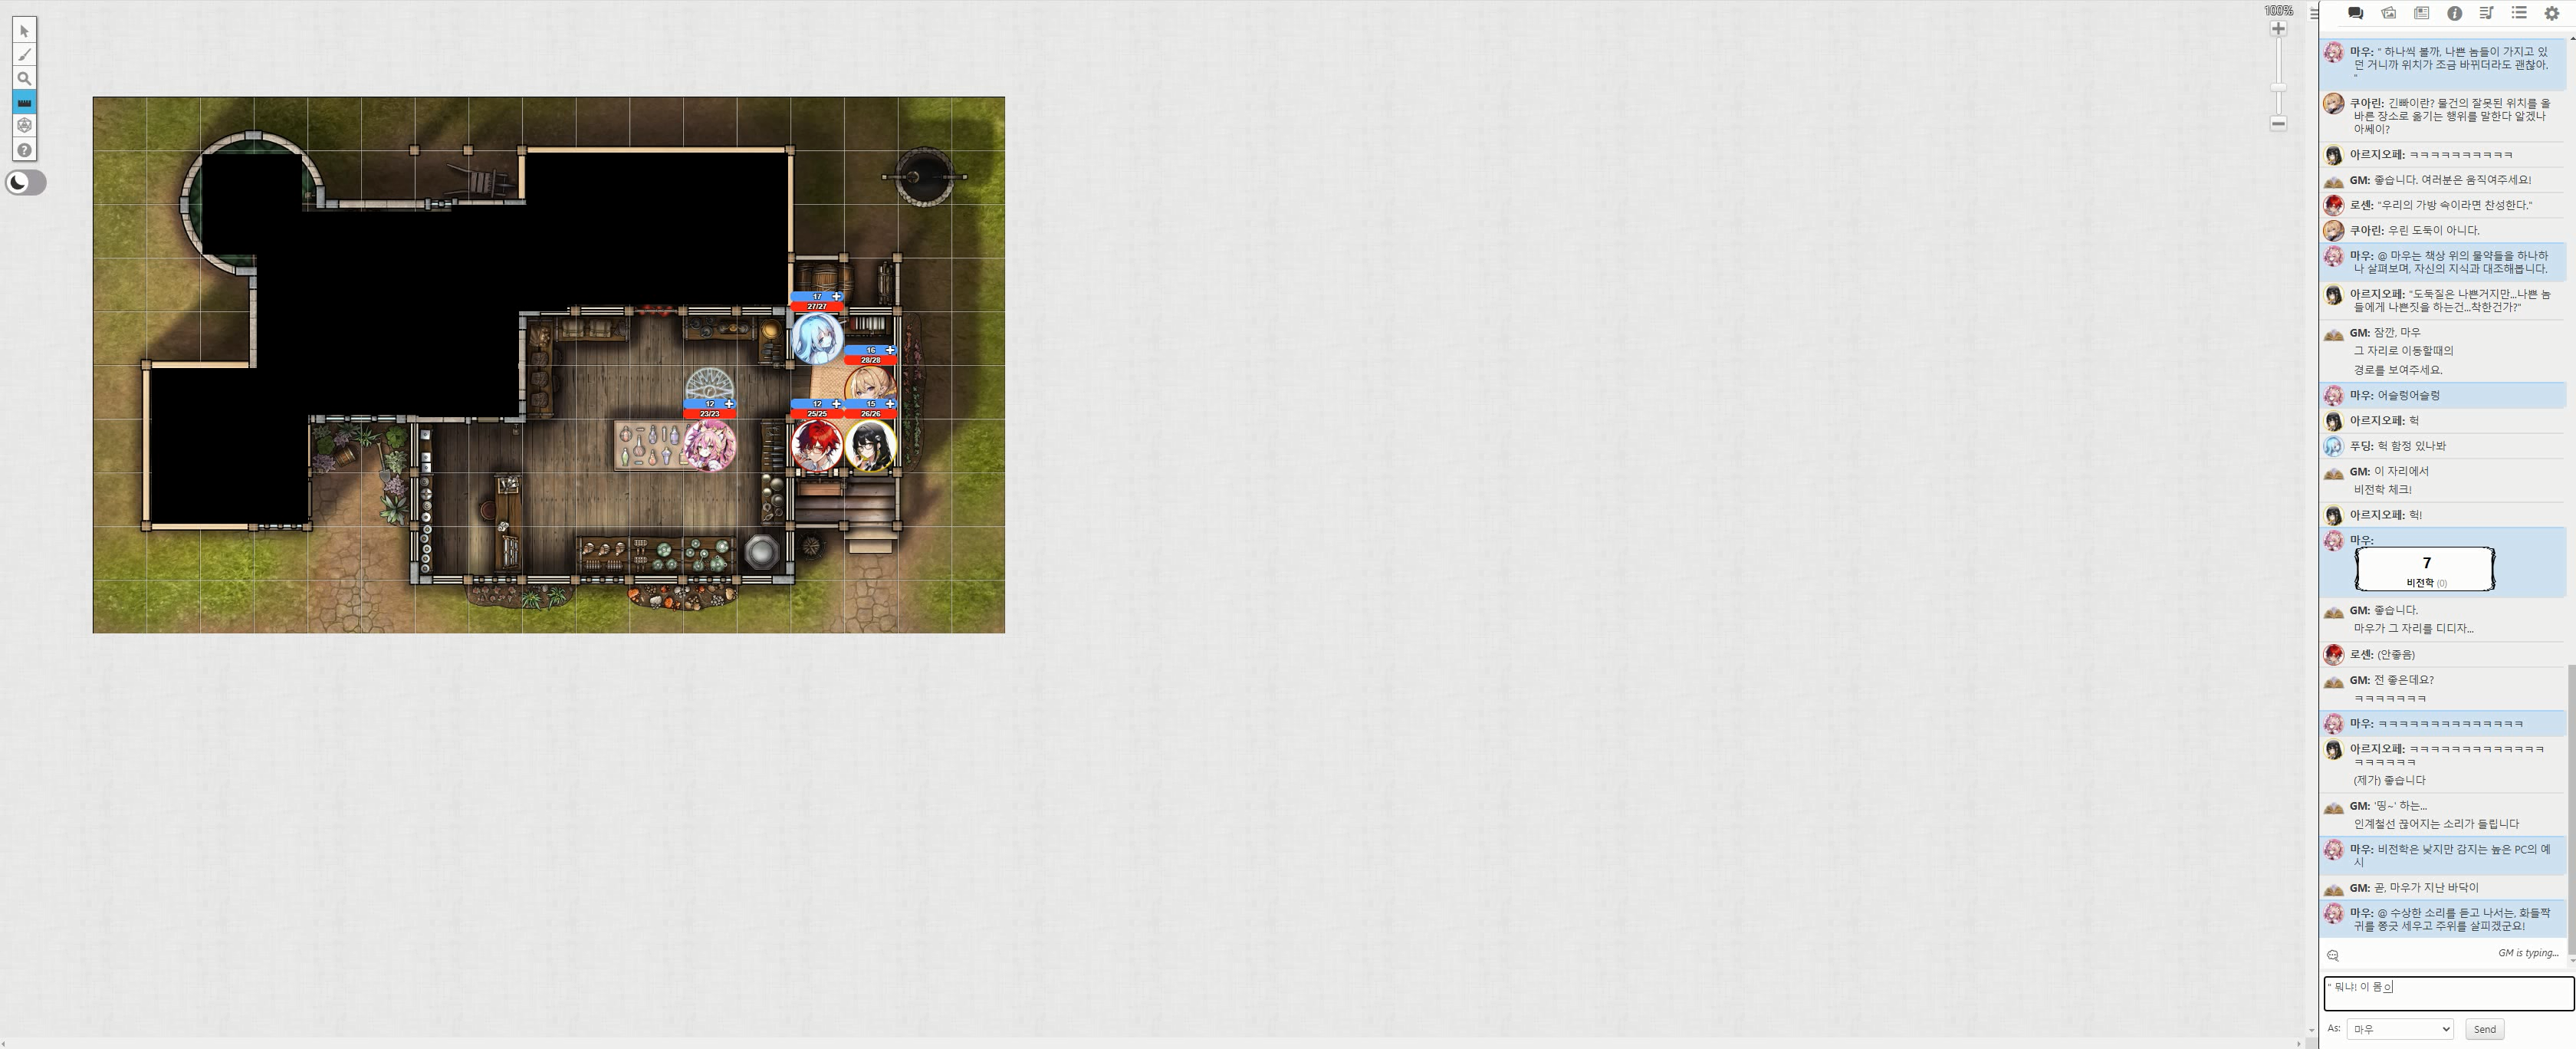 100%
17
27/27
16
28/28
12
23/23
12
25/25
15
26/26
마우: " 하나씩 볼까, 나쁜 놈들이 가지고 있
던 거니까 위치가 조금 바뀌더라도 괜찮아.
"
쿠아린: 긴빠이란? 물건의 잘못된 위치를 올
바른 장소로 옮기는 행위를 말한다 알겠나
아쎄이?
아르지오페: ㅋㅋㅋㅋㅋㅋㅋㅋㅋㅋ
GM: 좋습니다. 여러분은 움직여주세요!
로센: "우리의 가방 속이라면 찬성한다."
쿠아린: 우린 도둑이 아니다.
마우: @ 마우는 책상 위의 물약들을 하나하
나 살펴보며, 자신의 지식과 대조해봅니다.
아르지오페: "도둑질은 나쁜거지만...나쁜 놈
들에게 나쁜짓을 하는건...착한건가?"
GM: 잠깐, 마우
그 자리로 이동할때의
경로를 보여주세요.
마우: 어슬렁어슬렁
아르지오페: 헉
푸딩: 헉 함정 있나봐
GM: 이 자리에서
비전학 체크!
아르지오페: 헉!
마우:
7
비전학 (0)
GM: 좋습니다.
마우가 그 자리를 디디자...
로센: (안좋음)
GM: 전 좋은데요?
ㅋㅋㅋㅋㅋㅋㅋ
마우: ㅋㅋㅋㅋㅋㅋㅋㅋㅋㅋㅋㅋㅋㅋ
아르지오페: ㅋㅋㅋㅋㅋㅋㅋㅋㅋㅋㅋㅋㅋ
ㅋㅋㅋㅋㅋㅋ
(제가) 좋습니다
GM: '띵~' 하는...
인계철선 끊어지는 소리가 들립니다
마우: 비전학은 낮지만 감지는 높은 PC의 예
시
GM: 곧, 마우가 지난 바닥이
마우: @ 수상한 소리를 듣고 나서는, 화들짝
귀를 쫑긋 세우고 주위를 살피겠군요!
GM is typing...
" 뭐냐! 이 몸ㅇ
As: 마우 Send